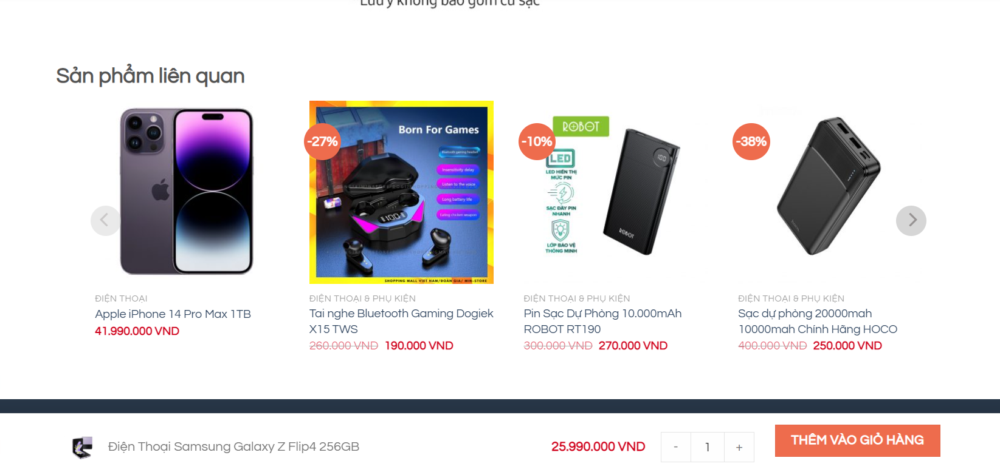 Lưu ý không bao gồm củ sạc
Sản phẩm liên quan
-27%
Born For Games
Bluetooth gaming headset
Insensitivity delay
Listen to the voice
Long battery life
Eating chicken weapon
100
SHOPPING MALL VIET NAM/ĐOÀN GIA/ MIN-STORE
-10%
ROBOT
LED
LED HIỂN THỊ
MỨC PIN
SẠC ĐẦY PIN
NHANH
LỚP BẢO VỆ
THÔNG MINH
100
ROBOT
-38%
hoco.
ĐIỆN THOẠI
Apple iPhone 14 Pro Max 1TB
41.990.000 VND
ĐIỆN THOẠI & PHỤ KIỆN
Tai nghe Bluetooth Gaming Dogiek
X15 TWS
260.000 VND 190.000 VND
ĐIỆN THOẠI & PHỤ KIỆN
Pin Sạc Dự Phòng 10.000mAh
ROBOT RT190
300.000 VND 270.000 VND
ĐIỆN THOẠI & PHỤ KIỆN
Sạc dự phòng 20000mah
10000mah Chính Hãng HOCO
400.000 VND 250.000 VND
Điện Thoại Samsung Galaxy Z Flip4 256GB
25.990.000 VND
- 1 +
THÊM VÀO GIỎ HÀNG